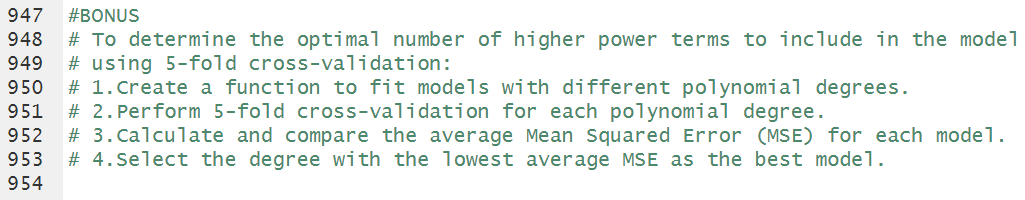 947 #BONUS
948 # To determine the optimal number of higher power terms to include in the model
949 # using 5-fold cross-validation:
950 # 1.Create a function to fit models with different polynomial degrees.
951 # 2.Perform 5-fold cross-validation for each polynomial degree.
952 # 3.Calculate and compare the average Mean Squared Error (MSE) for each model.
953 # 4.Select the degree with the lowest average MSE as the best model.
954